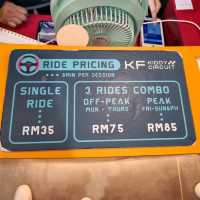 RIDE PRICING
8MIN PER SESSION
KF KIDDY CIRCUIT
SINGLE RIDE
RM35
3 RIDES COMBO
OFF-PEAK
MON - THURS
RM75
PEAK
FRI-SUN&PH
RM85